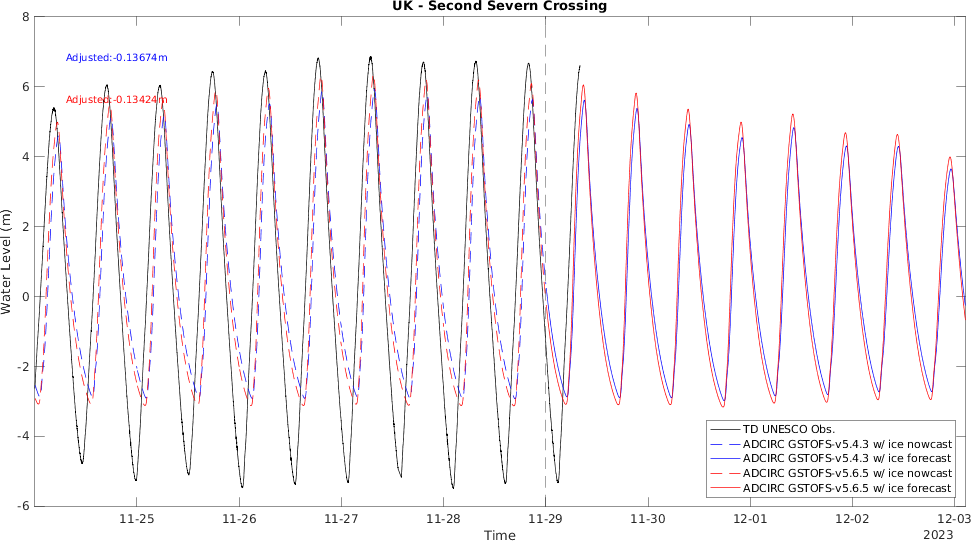 UK - Second Severn Crossing
8
6
4
2
0
-2
-4
-6
Water Level (m)
Adjusted:-0.13674m
Adjusted:-0.13424m
TD UNESCO Obs.
ADCIRC GSTOFS-v5.4.3 w/ ice nowcast
ADCIRC GSTOFS-v5.4.3 w/ ice forecast
ADCIRC GSTOFS-v5.6.5 w/ ice nowcast
ADCIRC GSTOFS-v5.6.5 w/ ice forecast
11-25 11-26 11-27 11-28 11-29 11-30 12-01 12-02 12-03
Time
2023